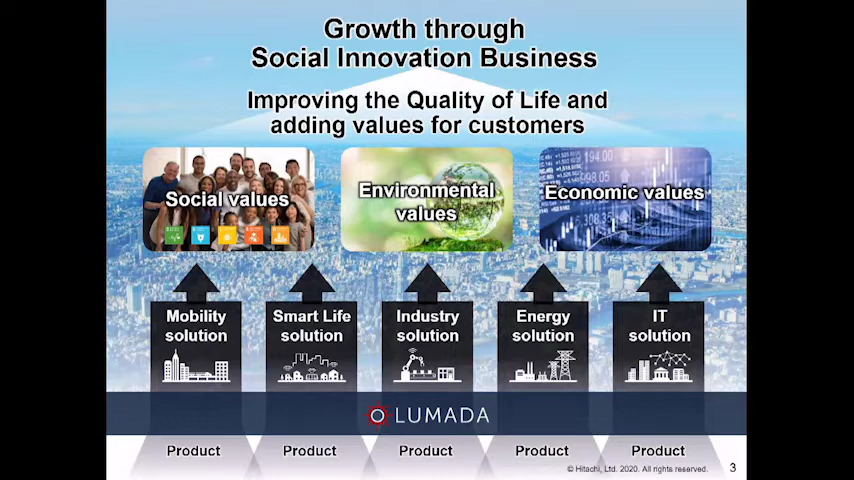 Growth through
Social Innovation Business
Improving the Quality of Life and
adding values for customers
Social values
Environmental
values
Economic values
Mobility
solution
Smart Life
solution
Industry
solution
Energy
solution
IT
solution
LUMADA
Product
Product
Product
Product
Product
© Hitachi, Ltd. 2020. All rights reserved.
3